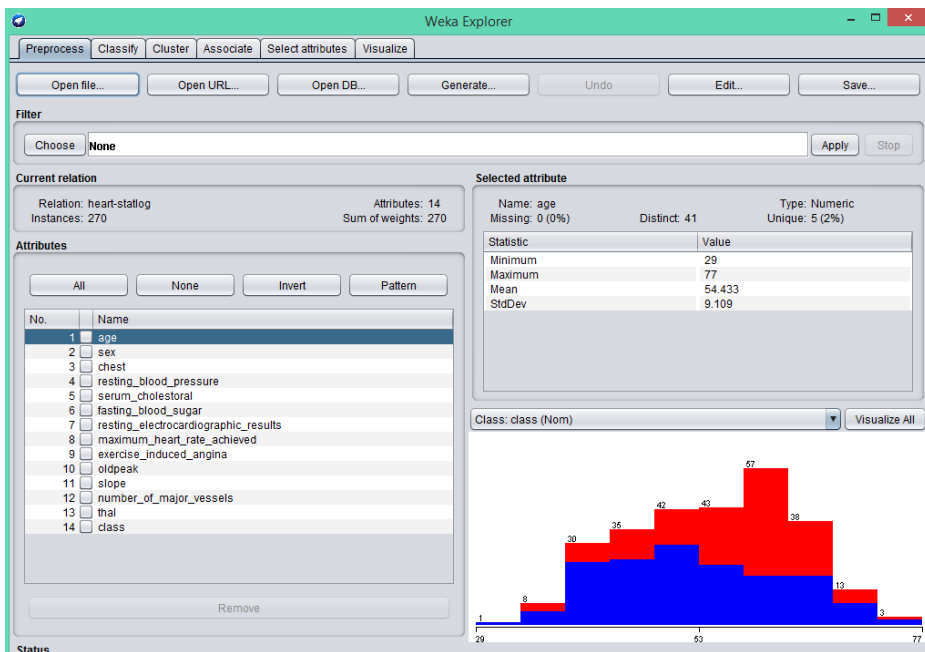 Weka Explorer
Preprocess Classify Cluster Associate Select attributes Visualize
Open file... Open URL... Open DB... Generate... Undo Edit... Save...
Filter
Choose None Apply Stop
Current relation
Relation: heart-statlog Attributes: 14
Instances: 270 Sum of weights: 270
Selected attribute
Name: age Type: Numeric
Missing: 0 (0%) Distinct: 41 Unique: 5 (2%)
Statistic Value
Minimum 29
Maximum 77
Mean 54.433
StdDev 9.109
Attributes
All None Invert Pattern
No. Name
1 age
2 sex
3 chest
4 resting_blood_pressure
5 serum_cholestoral
6 fasting_blood_sugar
7 resting_electrocardiographic_results
8 maximum_heart_rate_achieved
9 exercise_induced_angina
10 oldpeak
11 slope
12 number_of_major_vessels
13 thal
14 class
Remove
Class: class (Nom) Visualize All
1 8 30 35 42 43 57 38 13 3
29 53 77
Status